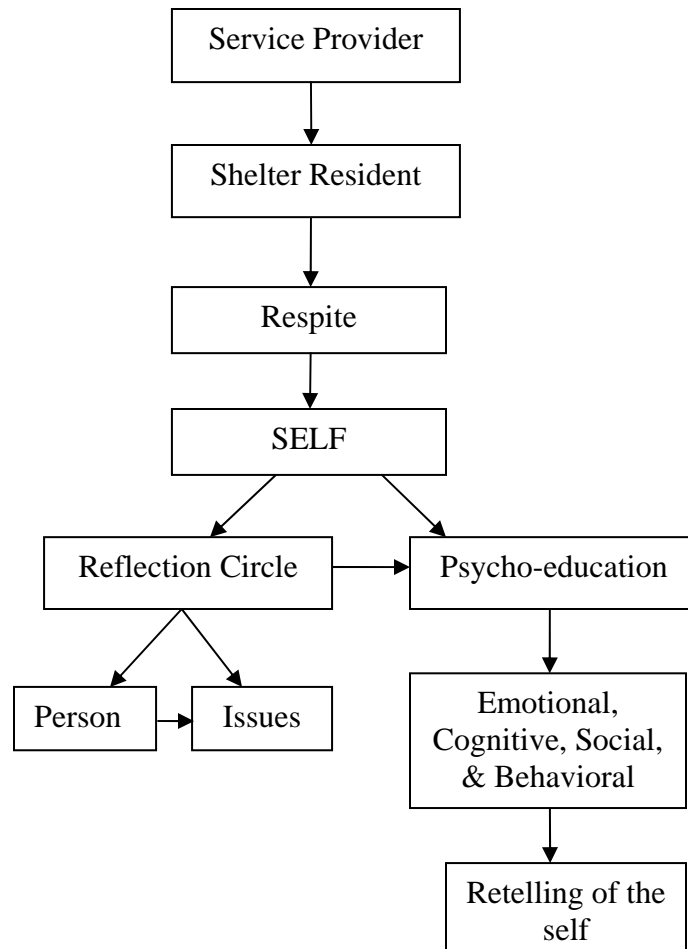 Service Provider
Shelter Resident
Respite
SELF
Reflection Circle
Psycho-education
Person
Issues
Emotional,
Cognitive, Social,
& Behavioral
Retelling of the
self